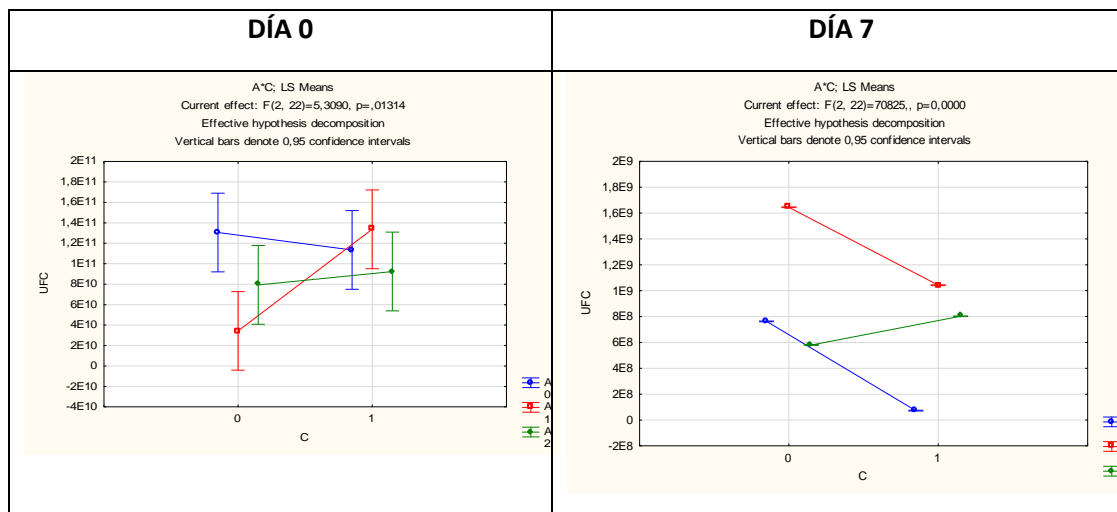 DÍA 0
A*C; LS Means
Current effect: F(2, 22)=5,3090, p=,01314
Effective hypothesis decomposition
Vertical bars denote 0,95 confidence intervals
2E11
1,8E11
1,6E11
1,4E11
1,2E11
1E11
8E10
6E10
4E10
2E10
0
-2E10
-4E10
UFC
0 1
C
A
0
A
1
A
2
DÍA 7
A*C; LS Means
Current effect: F(2, 22)=70825,, p=0,0000
Effective hypothesis decomposition
Vertical bars denote 0,95 confidence intervals
2E9
1,8E9
1,6E9
1,4E9
1,2E9
1E9
8E8
6E8
4E8
2E8
0
-2E8
UFC
0 1
C